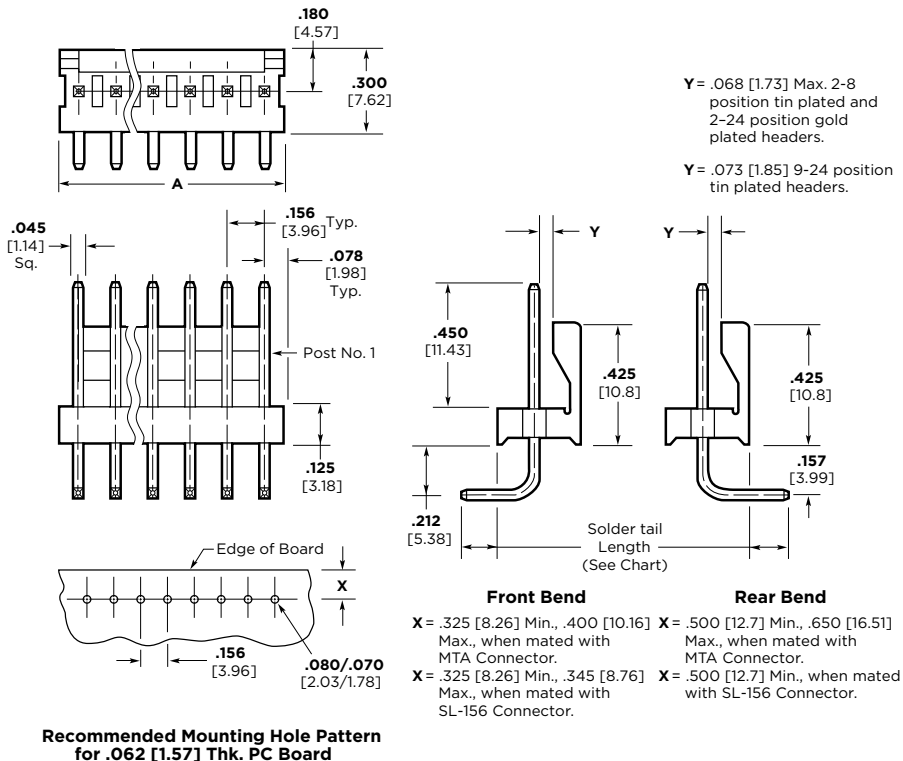 .180
[4.57]
.300
[7.62]
A
Y = .068 [1.73] Max. 2-8
position tin plated and
2–24 position gold
plated headers.
Y = .073 [1.85] 9-24 position
tin plated headers.
.045
[1.14]
Sq.
.156
[3.96]
Typ.
.078
[1.98]
Typ.
Post No. 1
.125
[3.18]
Y
Y
.450
[11.43]
.425
[10.8]
.425
[10.8]
.157
[3.99]
.212
[5.38]
Solder tail
Length
(See Chart)
Edge of Board
X
.156
[3.96]
.080/.070
[2.03/1.78]
Recommended Mounting Hole Pattern
for .062 [1.57] Thk. PC Board
Front Bend
X = .325 [8.26] Min., .400 [10.16]
Max., when mated with
MTA Connector.
X = .325 [8.26] Min., .345 [8.76]
Max., when mated with
SL-156 Connector.
Rear Bend
X = .500 [12.7] Min., .650 [16.51]
Max., when mated with
MTA Connector.
X = .500 [12.7] Min., when mated
with SL-156 Connector.